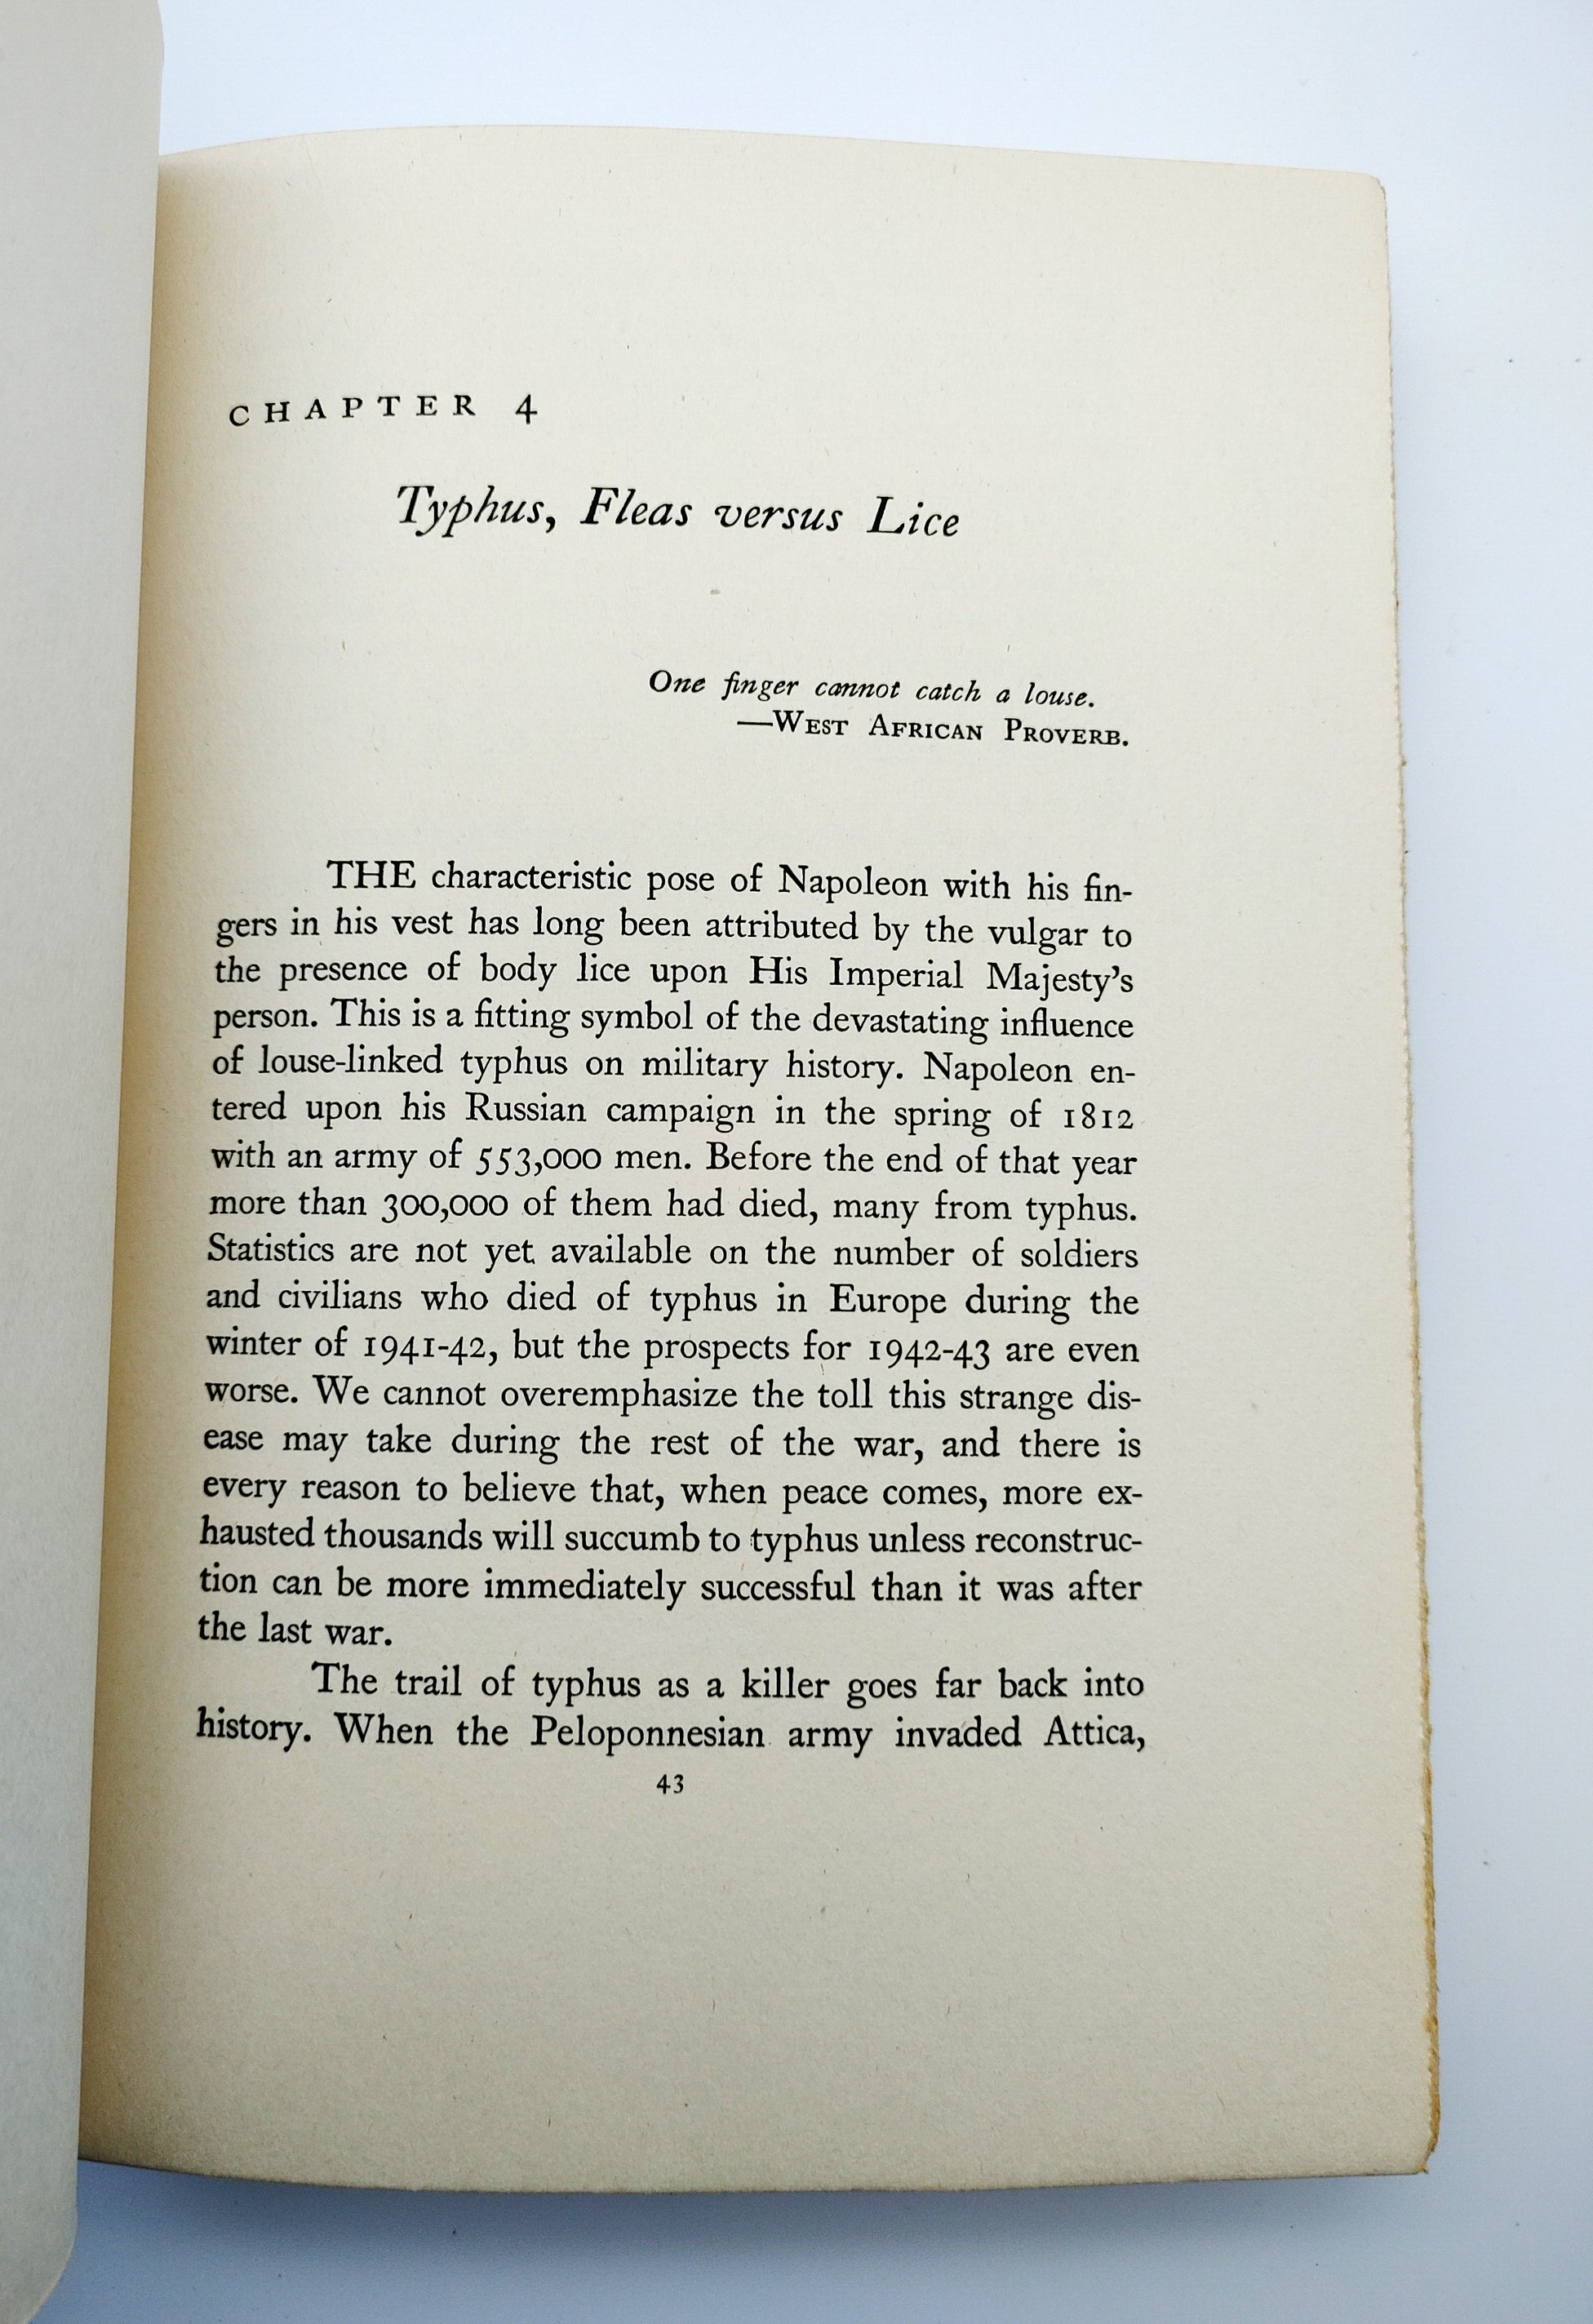 CHAPTER 4
Typhus, Fleas versus Lice
One finger cannot catch a louse.
—WEST AFRICAN PROVERB.
THE characteristic pose of Napoleon with his fin-
gers in his vest has long been attributed by the vulgar to
the presence of body lice upon His Imperial Majesty's
person. This is a fitting symbol of the devastating influence
of louse-linked typhus on military history. Napoleon en-
tered upon his Russian campaign in the spring of 1812
with an army of 553,000 men. Before the end of that year
more than 300,000 of them had died, many from typhus.
Statistics are not yet available on the number of soldiers
and civilians who died of typhus in Europe during the
winter of 1941-42, but the prospects for 1942-43 are even
worse. We cannot overemphasize the toll this strange dis-
ease may take during the rest of the war, and there is
every reason to believe that, when peace comes, more ex-
hausted thousands will succumb to typhus unless reconstruc-
tion can be more immediately successful than it was after
the last war.
The trail of typhus as a killer goes far back into
history. When the Peloponnesian army invaded Attica,
43